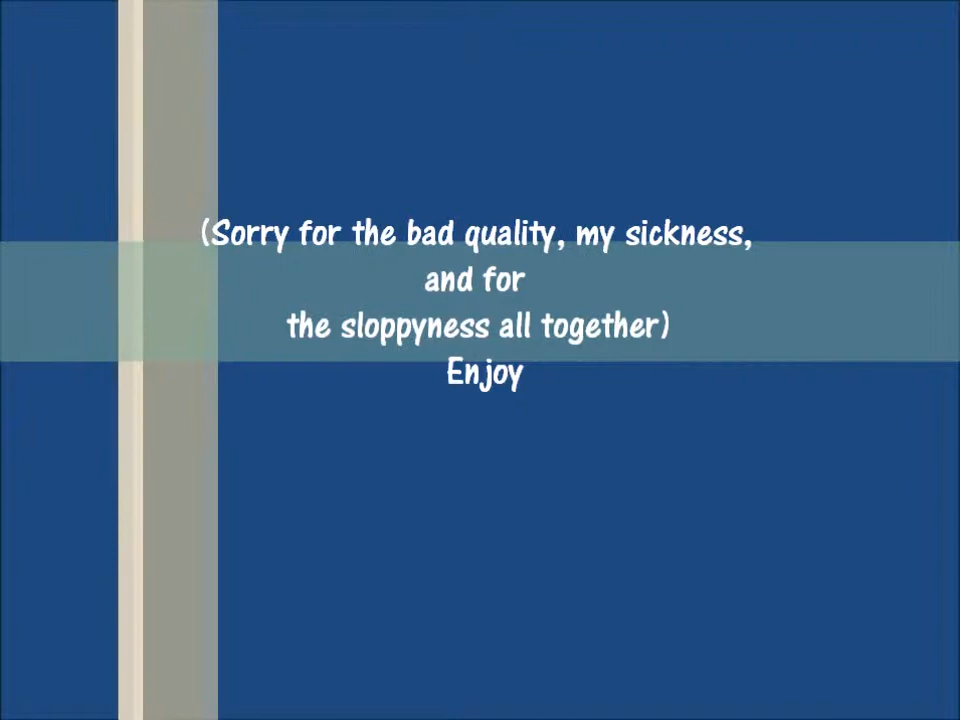 (Sorry for the bad quality, my sickness,
and for
the sloppyness all together)
Enjoy